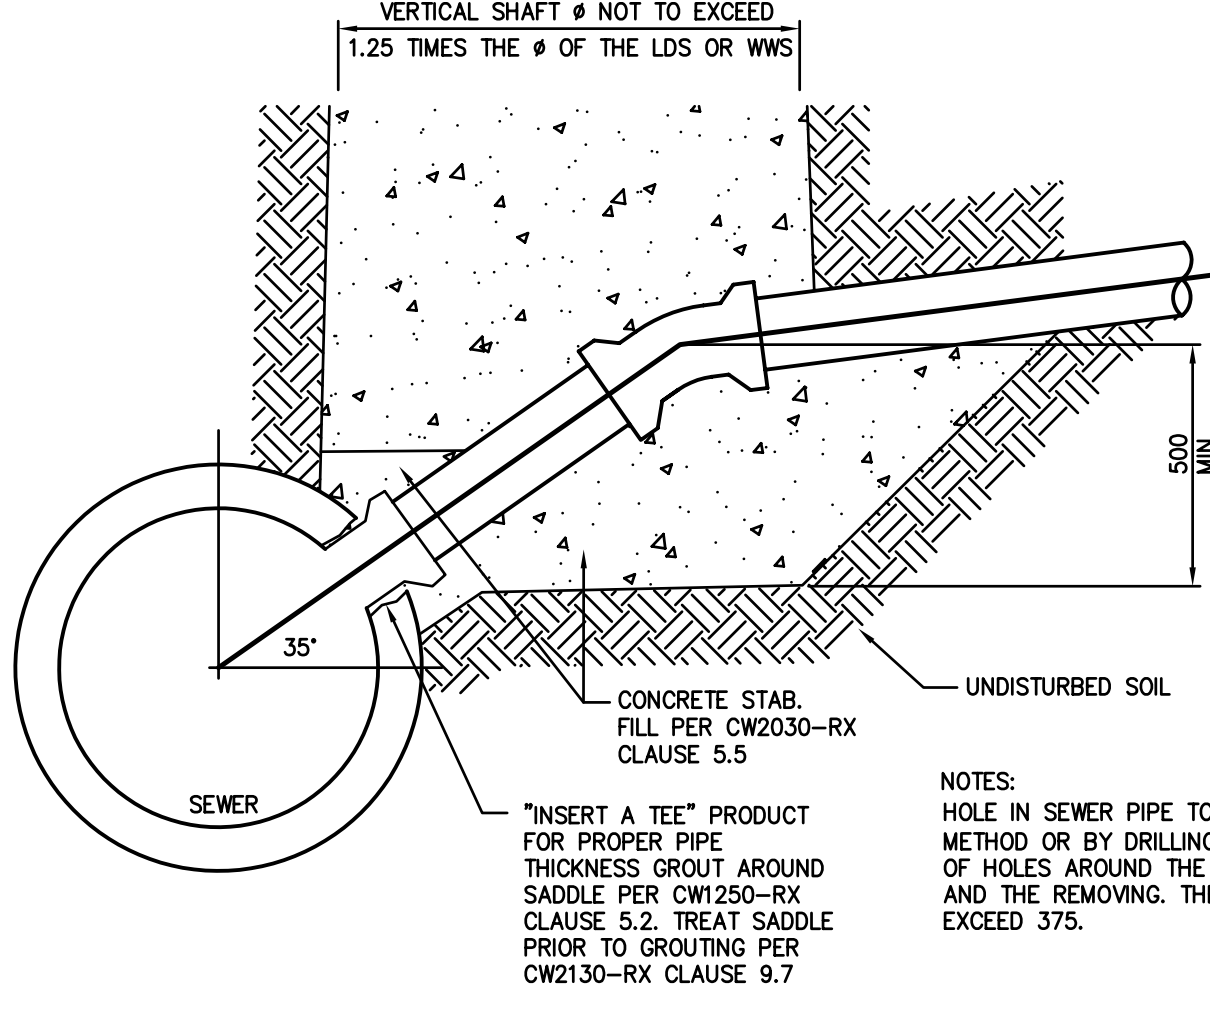 VERTICAL SHAFT ø NOT TO EXCEED
1.25 TIMES THE ø OF THE LDS OR WWS
500
MIN
35°
UNDISTURBED SOIL
CONCRETE STAB.
FILL PER CW2030-RX
CLAUSE 5.5
SEWER
"INSERT A TEE" PRODUCT
FOR PROPER PIPE
THICKNESS GROUT AROUND
SADDLE PER CW1250-RX
CLAUSE 5.2. TREAT SADDLE
PRIOR TO GROUTING PER
CW2130-RX CLAUSE 9.7
NOTES:
HOLE IN SEWER PIPE TO
METHOD OR BY DRILLING
OF HOLES AROUND THE
AND THE REMOVING. THE
EXCEED 375.